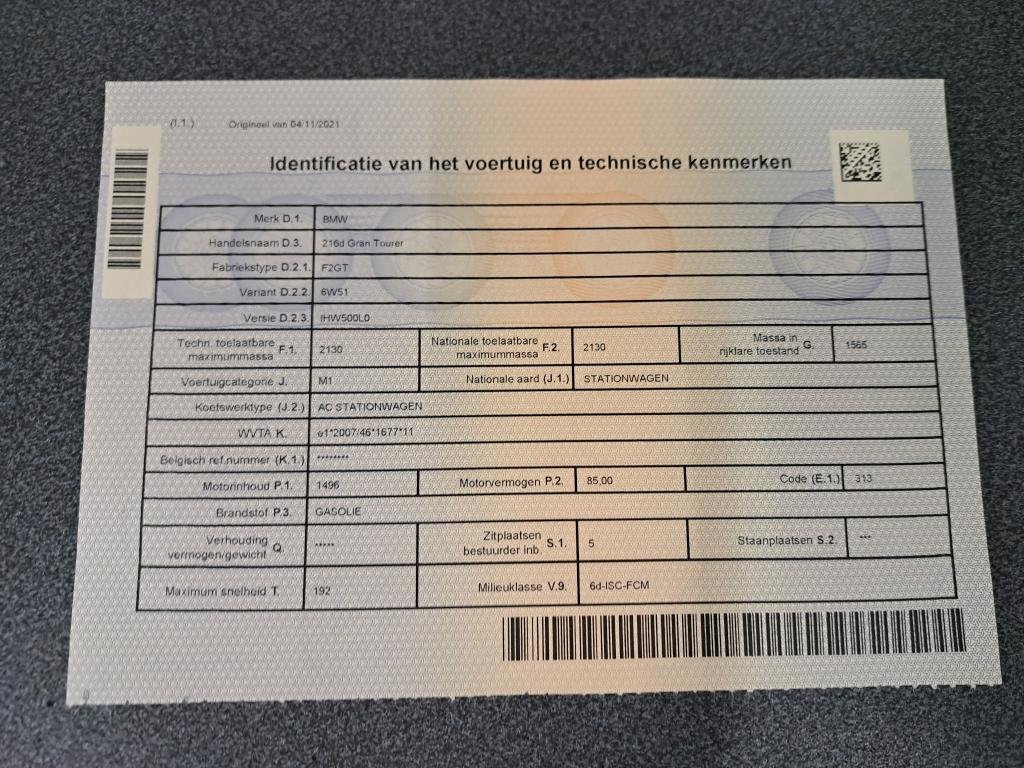 (I.1.) Origineel van 04/11/2021
Identificatie van het voertuig en technische kenmerken
Merk D.1. BMW
Handelsnaam D.3. 216d Gran Tourer
Fabriekstype D.2.1. F2GT
Variant D.2.2. 6W51
Versie D.2.3. IHW500L0
Techn. toelaatbare maximummassa F.1. 2130 Nationale toelaatbare maximummassa F.2. 2130 Massa in rijklare toestand G. 1565
Voertuigcategorie J. M1 Nationale aard (J.1.) STATIONWAGEN
Koetswerktype (J.2.) AC STATIONWAGEN
WVTA K. e1*2007/46*1677*11
Belgisch ref.nummer (K.1.) ********
Motorinhoud P.1. 1496 Motorvermogen P.2. 85,00 Code (E.1.) 313
Brandstof P.3. GASOLIE
Verhouding vermogen/gewicht Q. ***** Zitplaatsen bestuurder inb. S.1. 5 Staanplaatsen S.2. ***
Maximum snelheid T. 192 Milieuklasse V.9. 6d-ISC-FCM